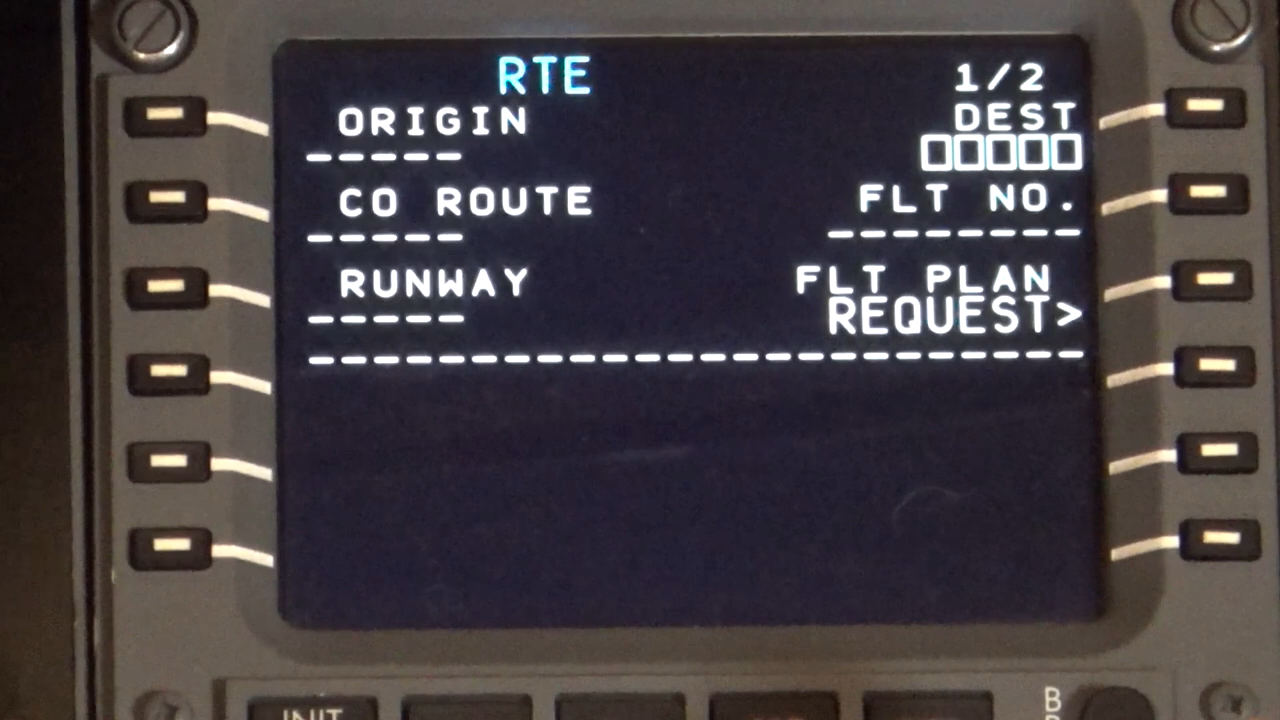 RTE 1/2
ORIGIN DEST
----- □□□□□
CO ROUTE FLT NO.
----- --------
RUNWAY FLT PLAN
----- REQUEST>
------------------------
INIT
B